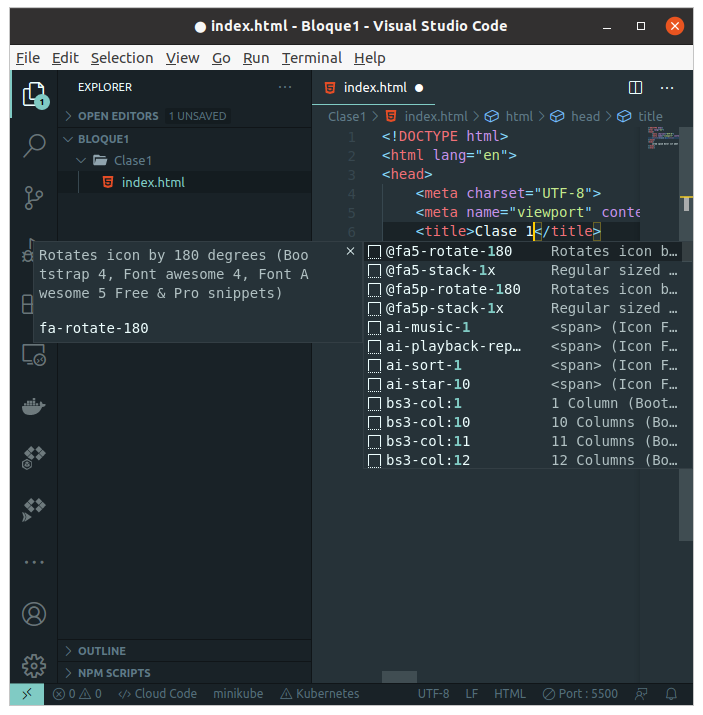 ● index.html - Bloque1 - Visual Studio Code
File Edit Selection View Go Run Terminal Help
1
EXPLORER
OPEN EDITORS 1 UNSAVED
BLOQUE1
Clase1
index.html
index.html ●
Clase1 > index.html > html > head > title
1 <!DOCTYPE html>
2 <html lang="en">
3 <head>
4 <meta charset="UTF-8">
5 <meta name="viewport" conte
6 <title>Clase 1</title>
Rotates icon by 180 degrees (Boo
tstrap 4, Font awesome 4, Font A
wesome 5 Free & Pro snippets)
fa-rotate-180
@fa5-rotate-180 Rotates icon b…
@fa5-stack-1x Regular sized …
@fa5p-rotate-180 Rotates icon b…
@fa5p-stack-1x Regular sized …
ai-music-1 <span> (Icon F…
ai-playback-rep… <span> (Icon F…
ai-sort-1 <span> (Icon F…
ai-star-10 <span> (Icon F…
bs3-col:1 1 Column (Boot…
bs3-col:10 10 Columns (Bo…
bs3-col:11 11 Columns (Bo…
bs3-col:12 12 Columns (Bo…
OUTLINE
NPM SCRIPTS
0 0 Cloud Code minikube Kubernetes UTF-8 LF HTML Port : 5500